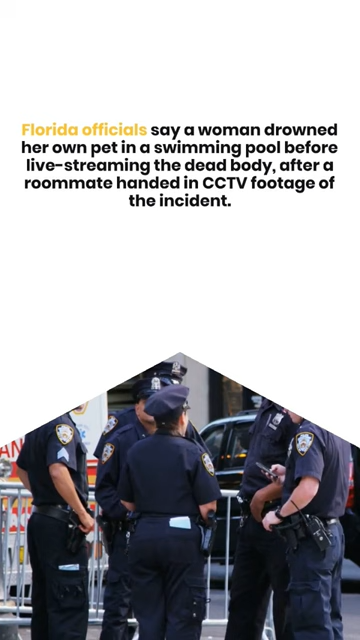 Florida officials say a woman drowned
her own pet in a swimming pool before
live-streaming the dead body, after a
roommate handed in CCTV footage of
the incident.
AN